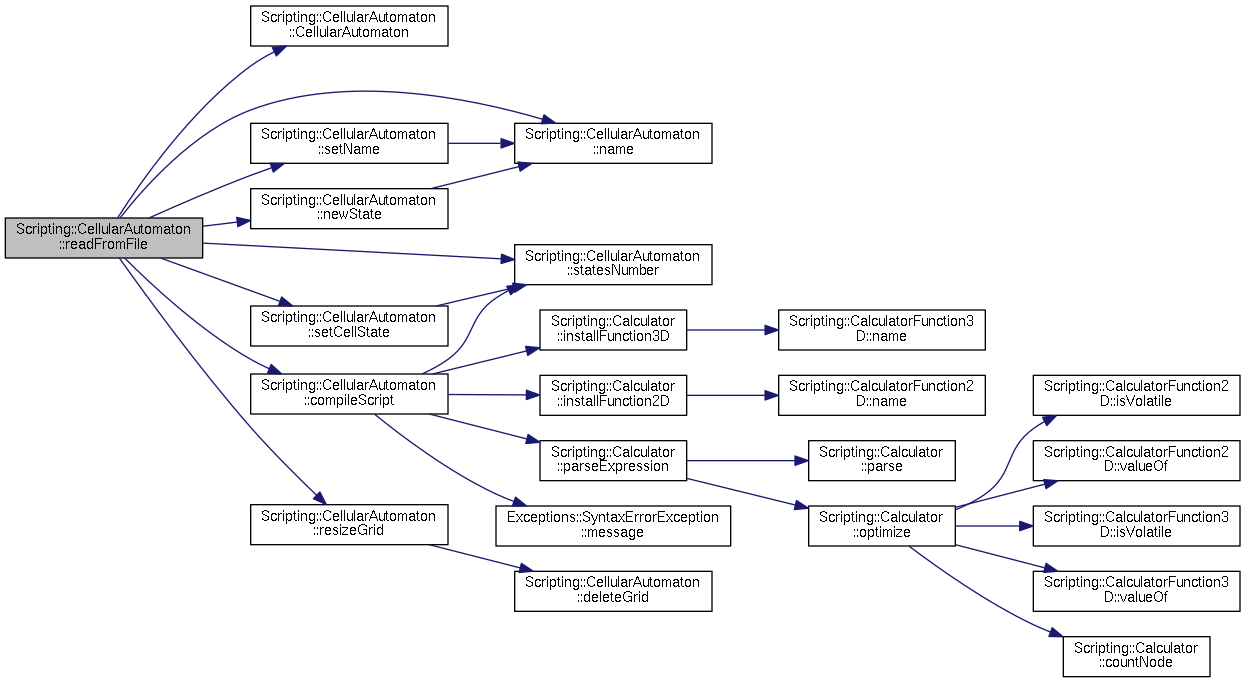 Scripting::CellularAutomaton
::readFromFile
Scripting::CellularAutomaton
::CellularAutomaton
Scripting::CellularAutomaton
::setName
Scripting::CellularAutomaton
::newState
Scripting::CellularAutomaton
::setCellState
Scripting::CellularAutomaton
::compileScript
Scripting::CellularAutomaton
::resizeGrid
Scripting::CellularAutomaton
::name
Scripting::CellularAutomaton
::statesNumber
Scripting::Calculator
::installFunction3D
Scripting::Calculator
::installFunction2D
Scripting::Calculator
::parseExpression
Exceptions::SyntaxErrorException
::message
Scripting::CellularAutomaton
::deleteGrid
Scripting::CalculatorFunction3
D::name
Scripting::CalculatorFunction2
D::name
Scripting::Calculator
::parse
Scripting::Calculator
::optimize
Scripting::CalculatorFunction2
D::isVolatile
Scripting::CalculatorFunction2
D::valueOf
Scripting::CalculatorFunction3
D::isVolatile
Scripting::CalculatorFunction3
D::valueOf
Scripting::Calculator
::countNode